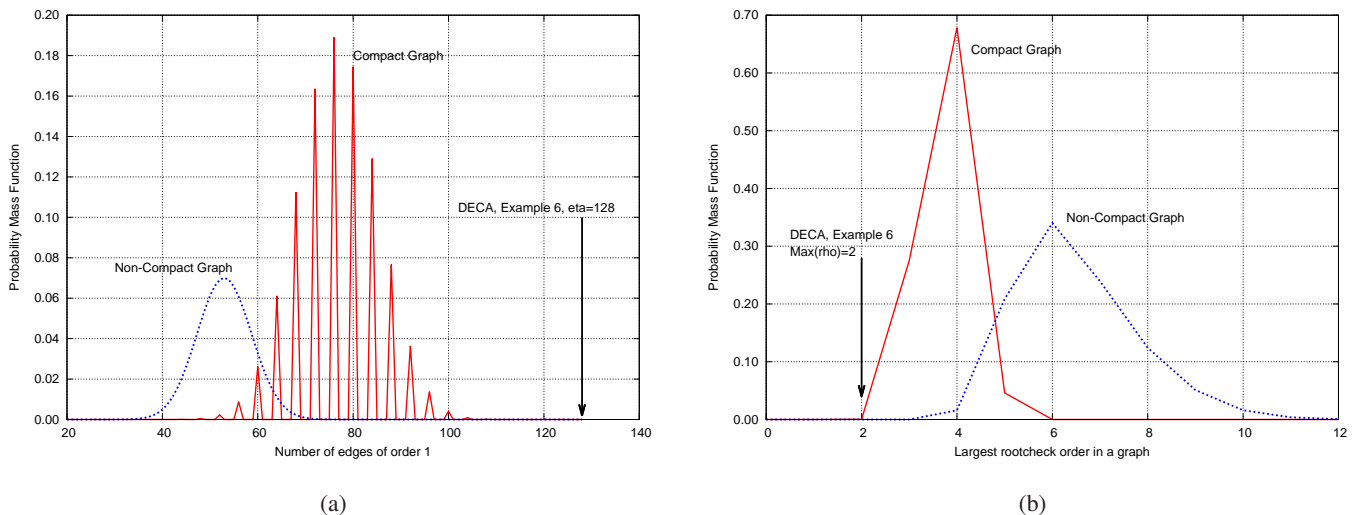 0.20
0.18
0.16
0.14
0.12
0.10
0.08
0.06
0.04
0.02
0.00
Probability Mass Function
Compact Graph
DECA, Example 6, eta=128
Non-Compact Graph
20 40 60 80 100 120 140
Number of edges of order 1
(a)
0.70
0.60
0.50
0.40
0.30
0.20
0.10
0.00
Probability Mass Function
Compact Graph
Non-Compact Graph
DECA, Example 6
Max(rho)=2
0 2 4 6 8 10 12
Largest rootcheck order in a graph
(b)